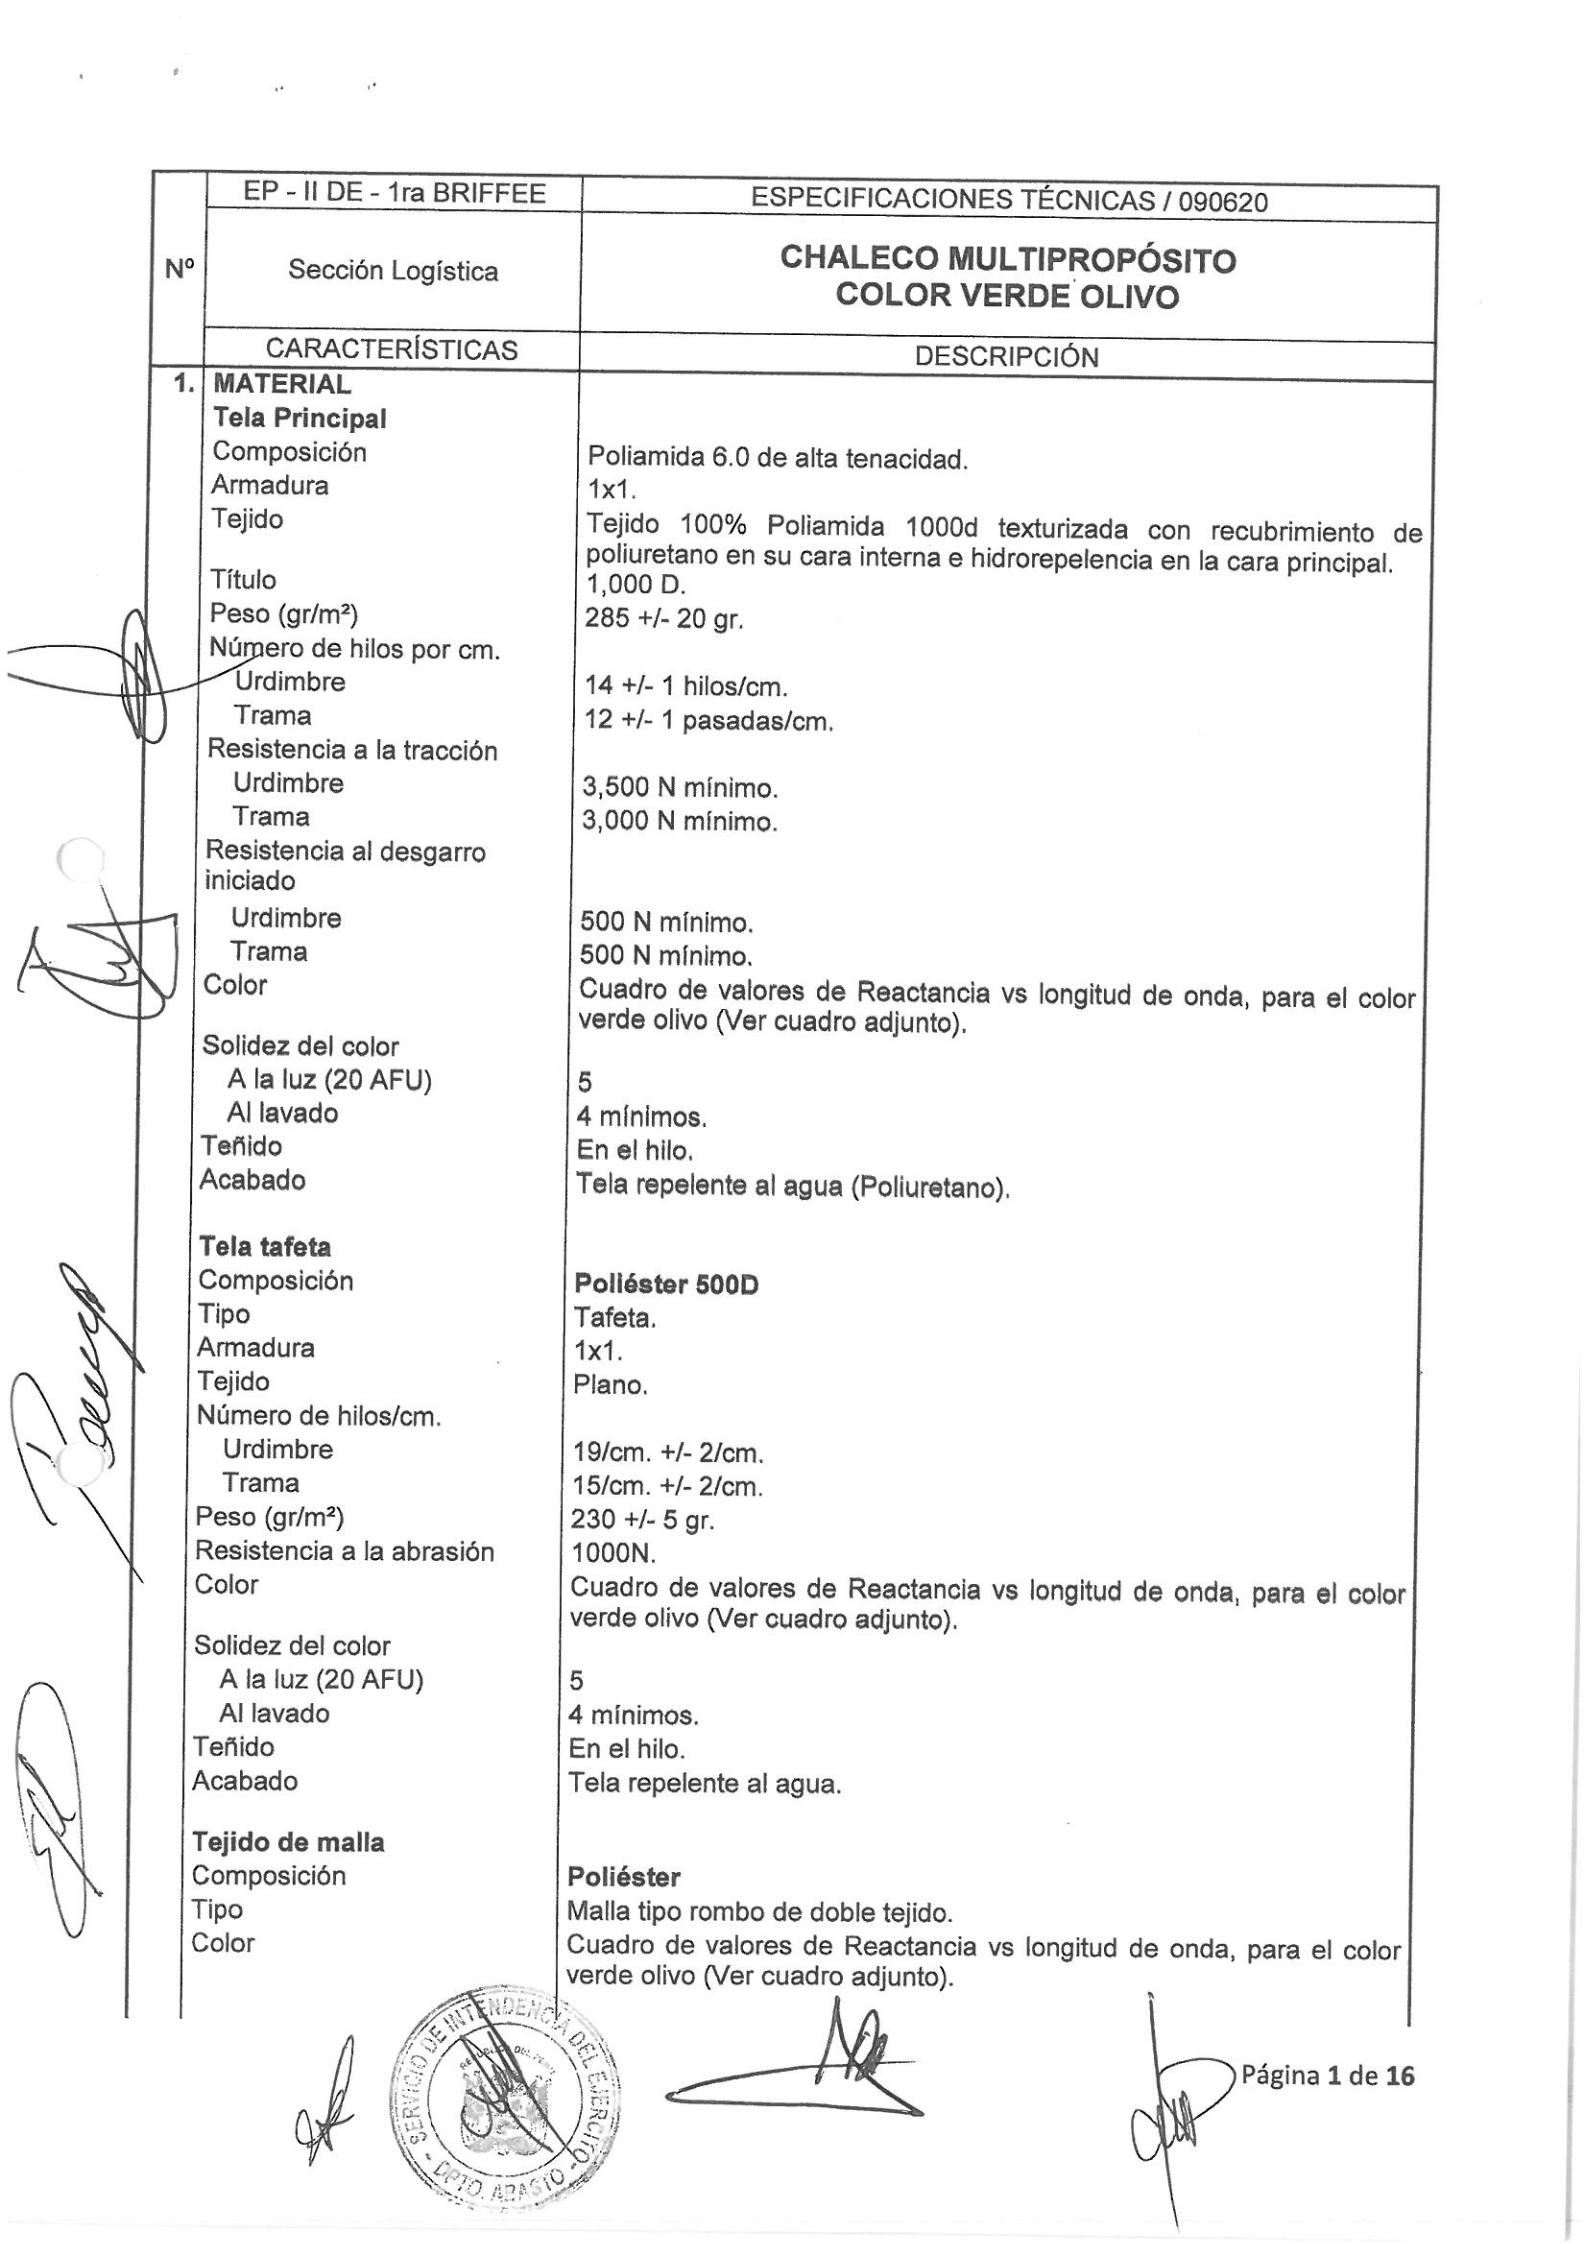 EP - II DE - 1ra BRIFFEE ESPECIFICACIONES TÉCNICAS / 090620
Nº Sección Logística CHALECO MULTIPROPÓSITO
COLOR VERDE OLIVO
CARACTERÍSTICAS DESCRIPCIÓN
1. MATERIAL
Tela Principal
Composición Poliamida 6.0 de alta tenacidad.
Armadura 1x1.
Tejido Tejido 100% Poliamida 1000d texturizada con recubrimiento de
poliuretano en su cara interna e hidrorepelencia en la cara principal.
Título 1,000 D.
Peso (gr/m²) 285 +/- 20 gr.
Número de hilos por cm.
Urdimbre 14 +/- 1 hilos/cm.
Trama 12 +/- 1 pasadas/cm.
Resistencia a la tracción
Urdimbre 3,500 N mínimo.
Trama 3,000 N mínimo.
Resistencia al desgarro
iniciado
Urdimbre 500 N mínimo.
Trama 500 N mínimo.
Color Cuadro de valores de Reactancia vs longitud de onda, para el color
verde olivo (Ver cuadro adjunto).
Solidez del color
A la luz (20 AFU) 5
Al lavado 4 mínimos.
Teñido En el hilo.
Acabado Tela repelente al agua (Poliuretano).
Tela tafeta
Composición Poliéster 500D
Tipo Tafeta.
Armadura 1x1.
Tejido Plano.
Número de hilos/cm.
Urdimbre 19/cm. +/- 2/cm.
Trama 15/cm. +/- 2/cm.
Peso (gr/m²) 230 +/- 5 gr.
Resistencia a la abrasión 1000N.
Color Cuadro de valores de Reactancia vs longitud de onda, para el color
verde olivo (Ver cuadro adjunto).
Solidez del color
A la luz (20 AFU) 5
Al lavado 4 mínimos.
Teñido En el hilo.
Acabado Tela repelente al agua.
Tejido de malla
Composición Poliéster
Tipo Malla tipo rombo de doble tejido.
Color Cuadro de valores de Reactancia vs longitud de onda, para el color
verde olivo (Ver cuadro adjunto).
SERVICIO DE INTENDENCIA DEL EJERCITO
REPUBLICA DEL PERU
DPTO. ABASTO
Página 1 de 16